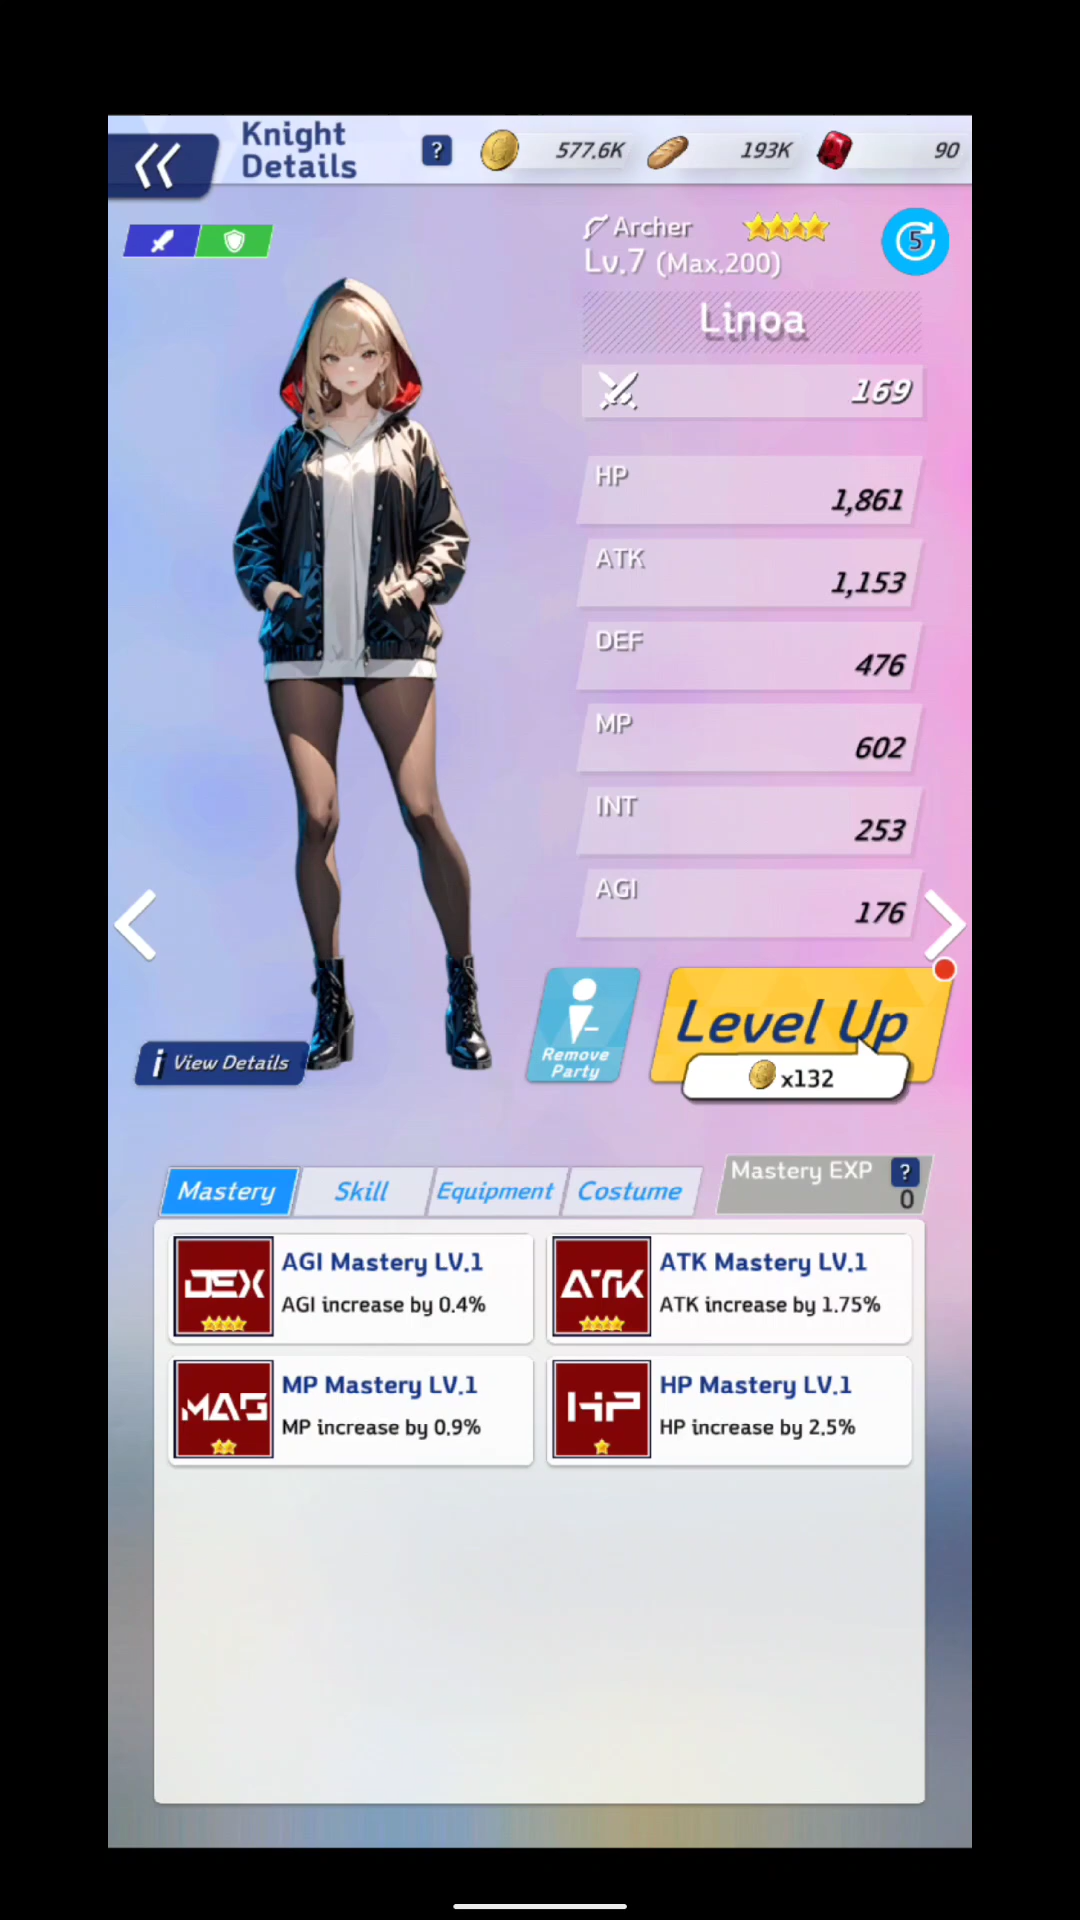 Knight
Details
?
577.6K
193K
90
Archer
Lv.7 (Max.200)
5
Linoa
169
HP
1,861
ATK
1,153
DEF
476
MP
602
INT
253
AGI
176
i View Details
Remove
Party
Level Up
x132
Mastery
Skill
Equipment
Costume
Mastery EXP ?
0
DEX
AGI Mastery LV.1
AGI increase by 0.4%
ATK
ATK Mastery LV.1
ATK increase by 1.75%
MAG
MP Mastery LV.1
MP increase by 0.9%
HP
HP Mastery LV.1
HP increase by 2.5%